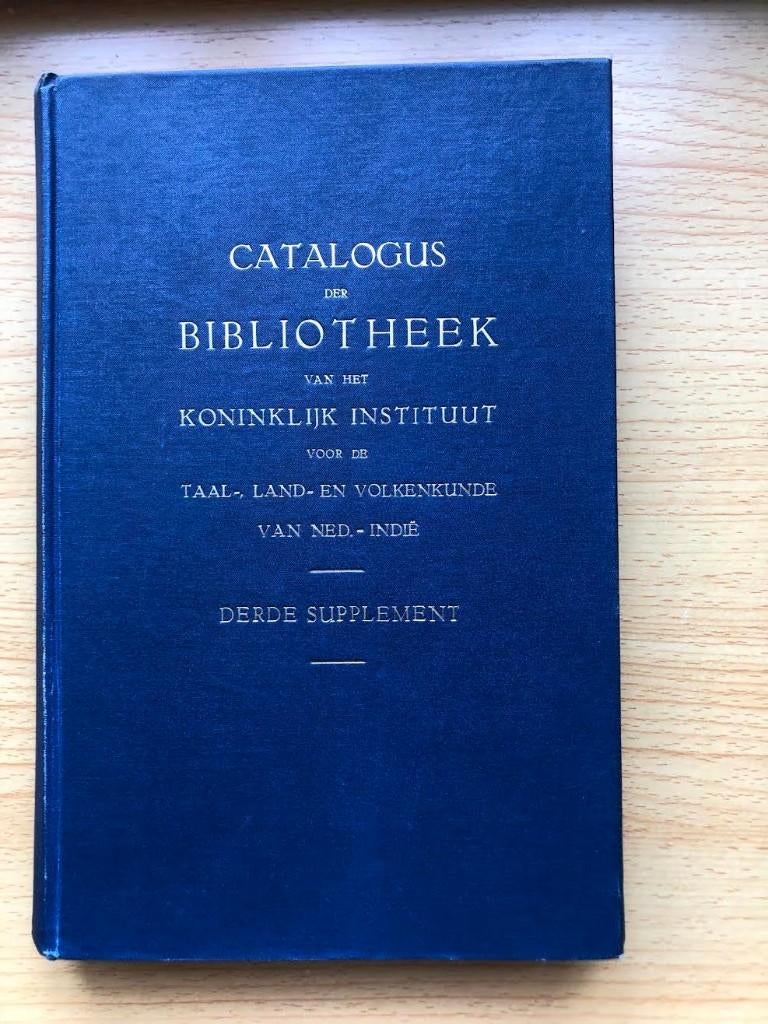 CATALOGUS
DER
BIBLIOTHEEK
VAN HET
KONINKLIJK INSTITUUT
VOOR DE
TAAL-, LAND- EN VOLKENKUNDE
VAN NED.- INDIË
DERDE SUPPLEMENT